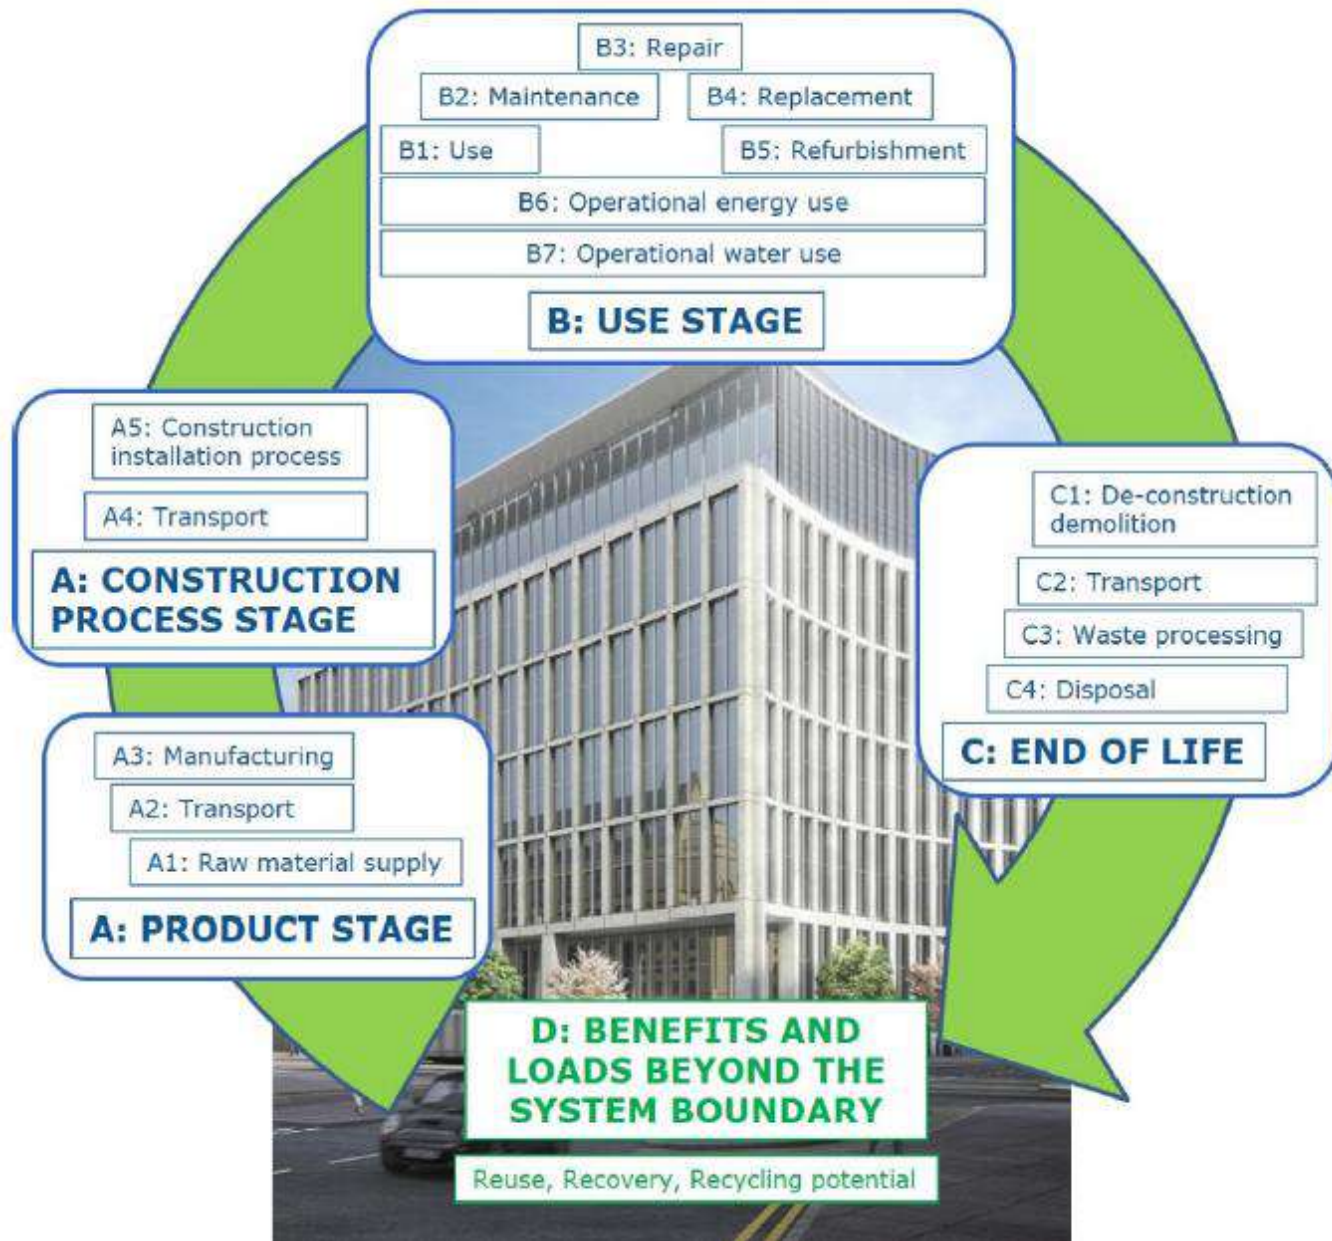 B3: Repair
B2: Maintenance
B4: Replacement
B1: Use
B5: Refurbishment
B6: Operational energy use
B7: Operational water use
B: USE STAGE
A5: Construction
installation process
A4: Transport
A: CONSTRUCTION
PROCESS STAGE
C1: De-construction
demolition
C2: Transport
C3: Waste processing
C4: Disposal
C: END OF LIFE
A3: Manufacturing
A2: Transport
A1: Raw material supply
A: PRODUCT STAGE
D: BENEFITS AND
LOADS BEYOND THE
SYSTEM BOUNDARY
Reuse, Recovery, Recycling potential